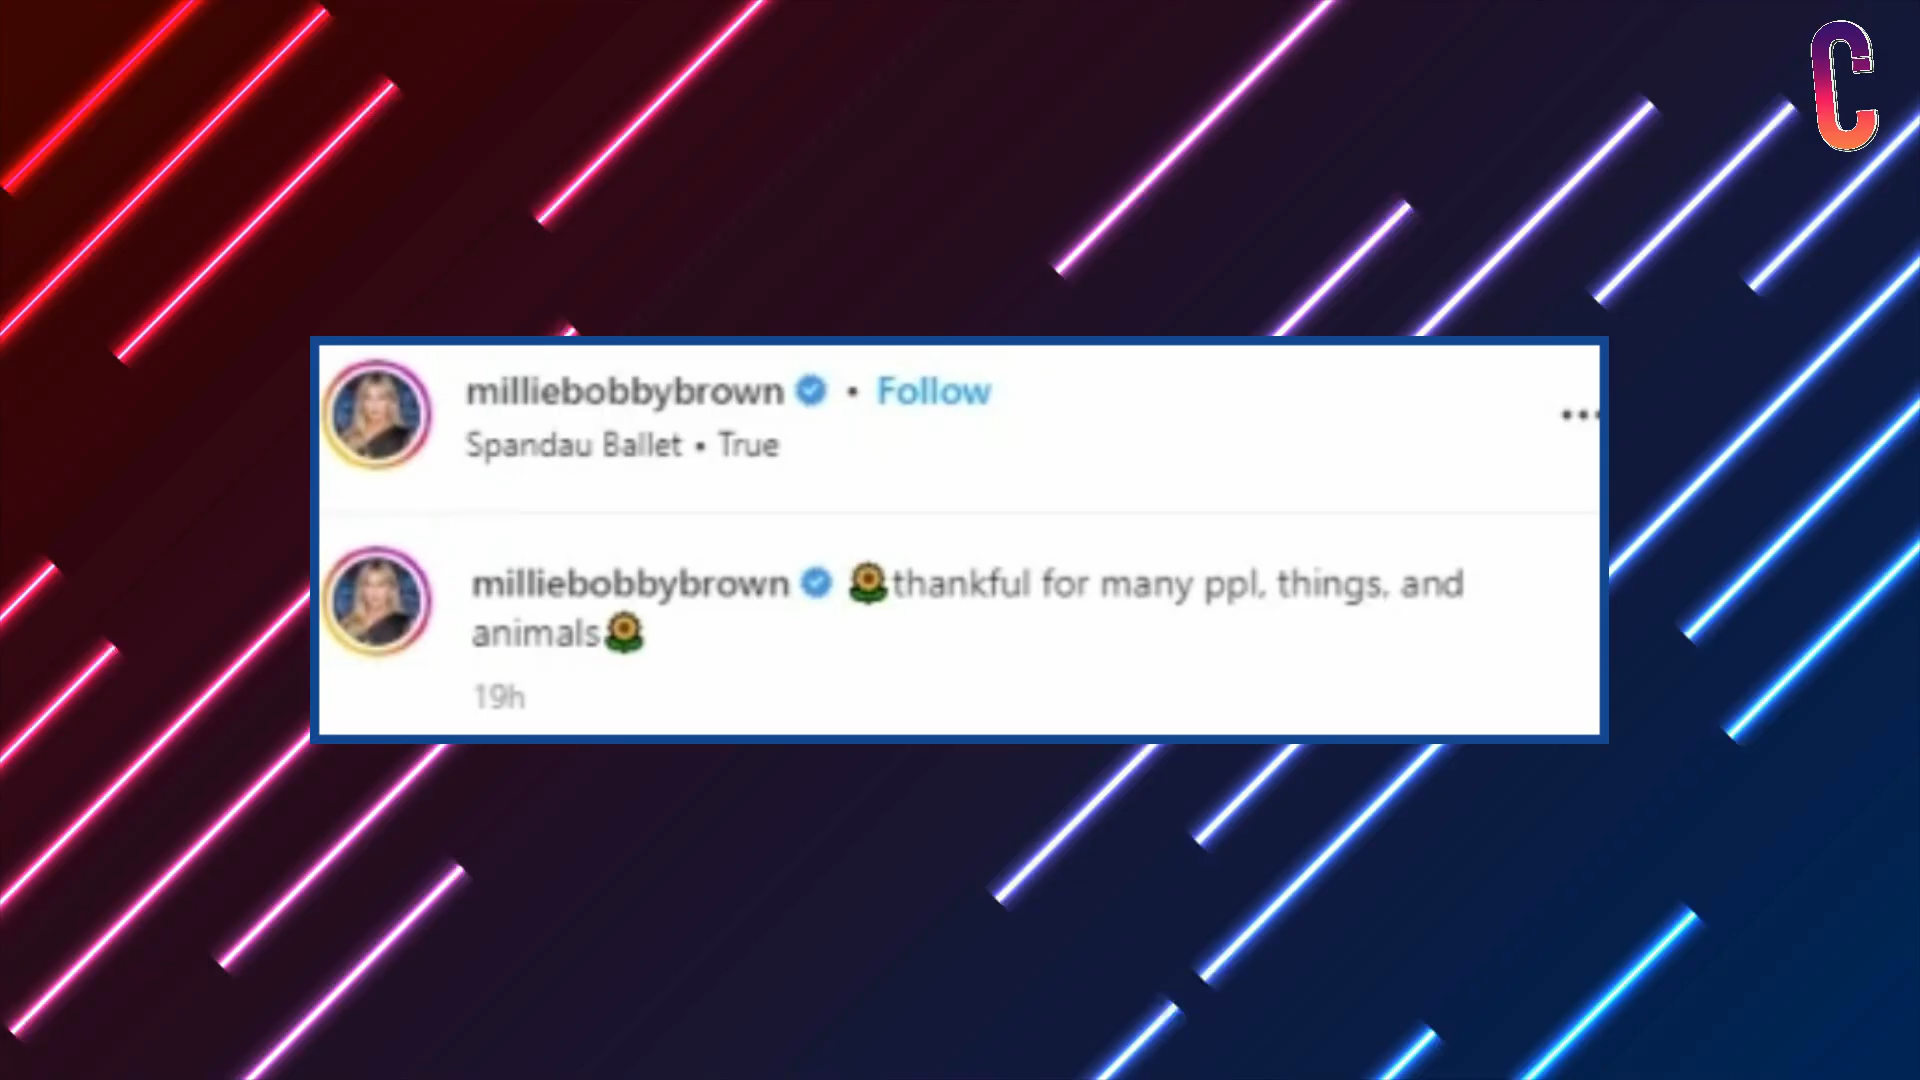 C
milliebobbybrown • Follow
Spandau Ballet • True
milliebobbybrown 🌻thankful for many ppl, things, and
animals🌻
19h